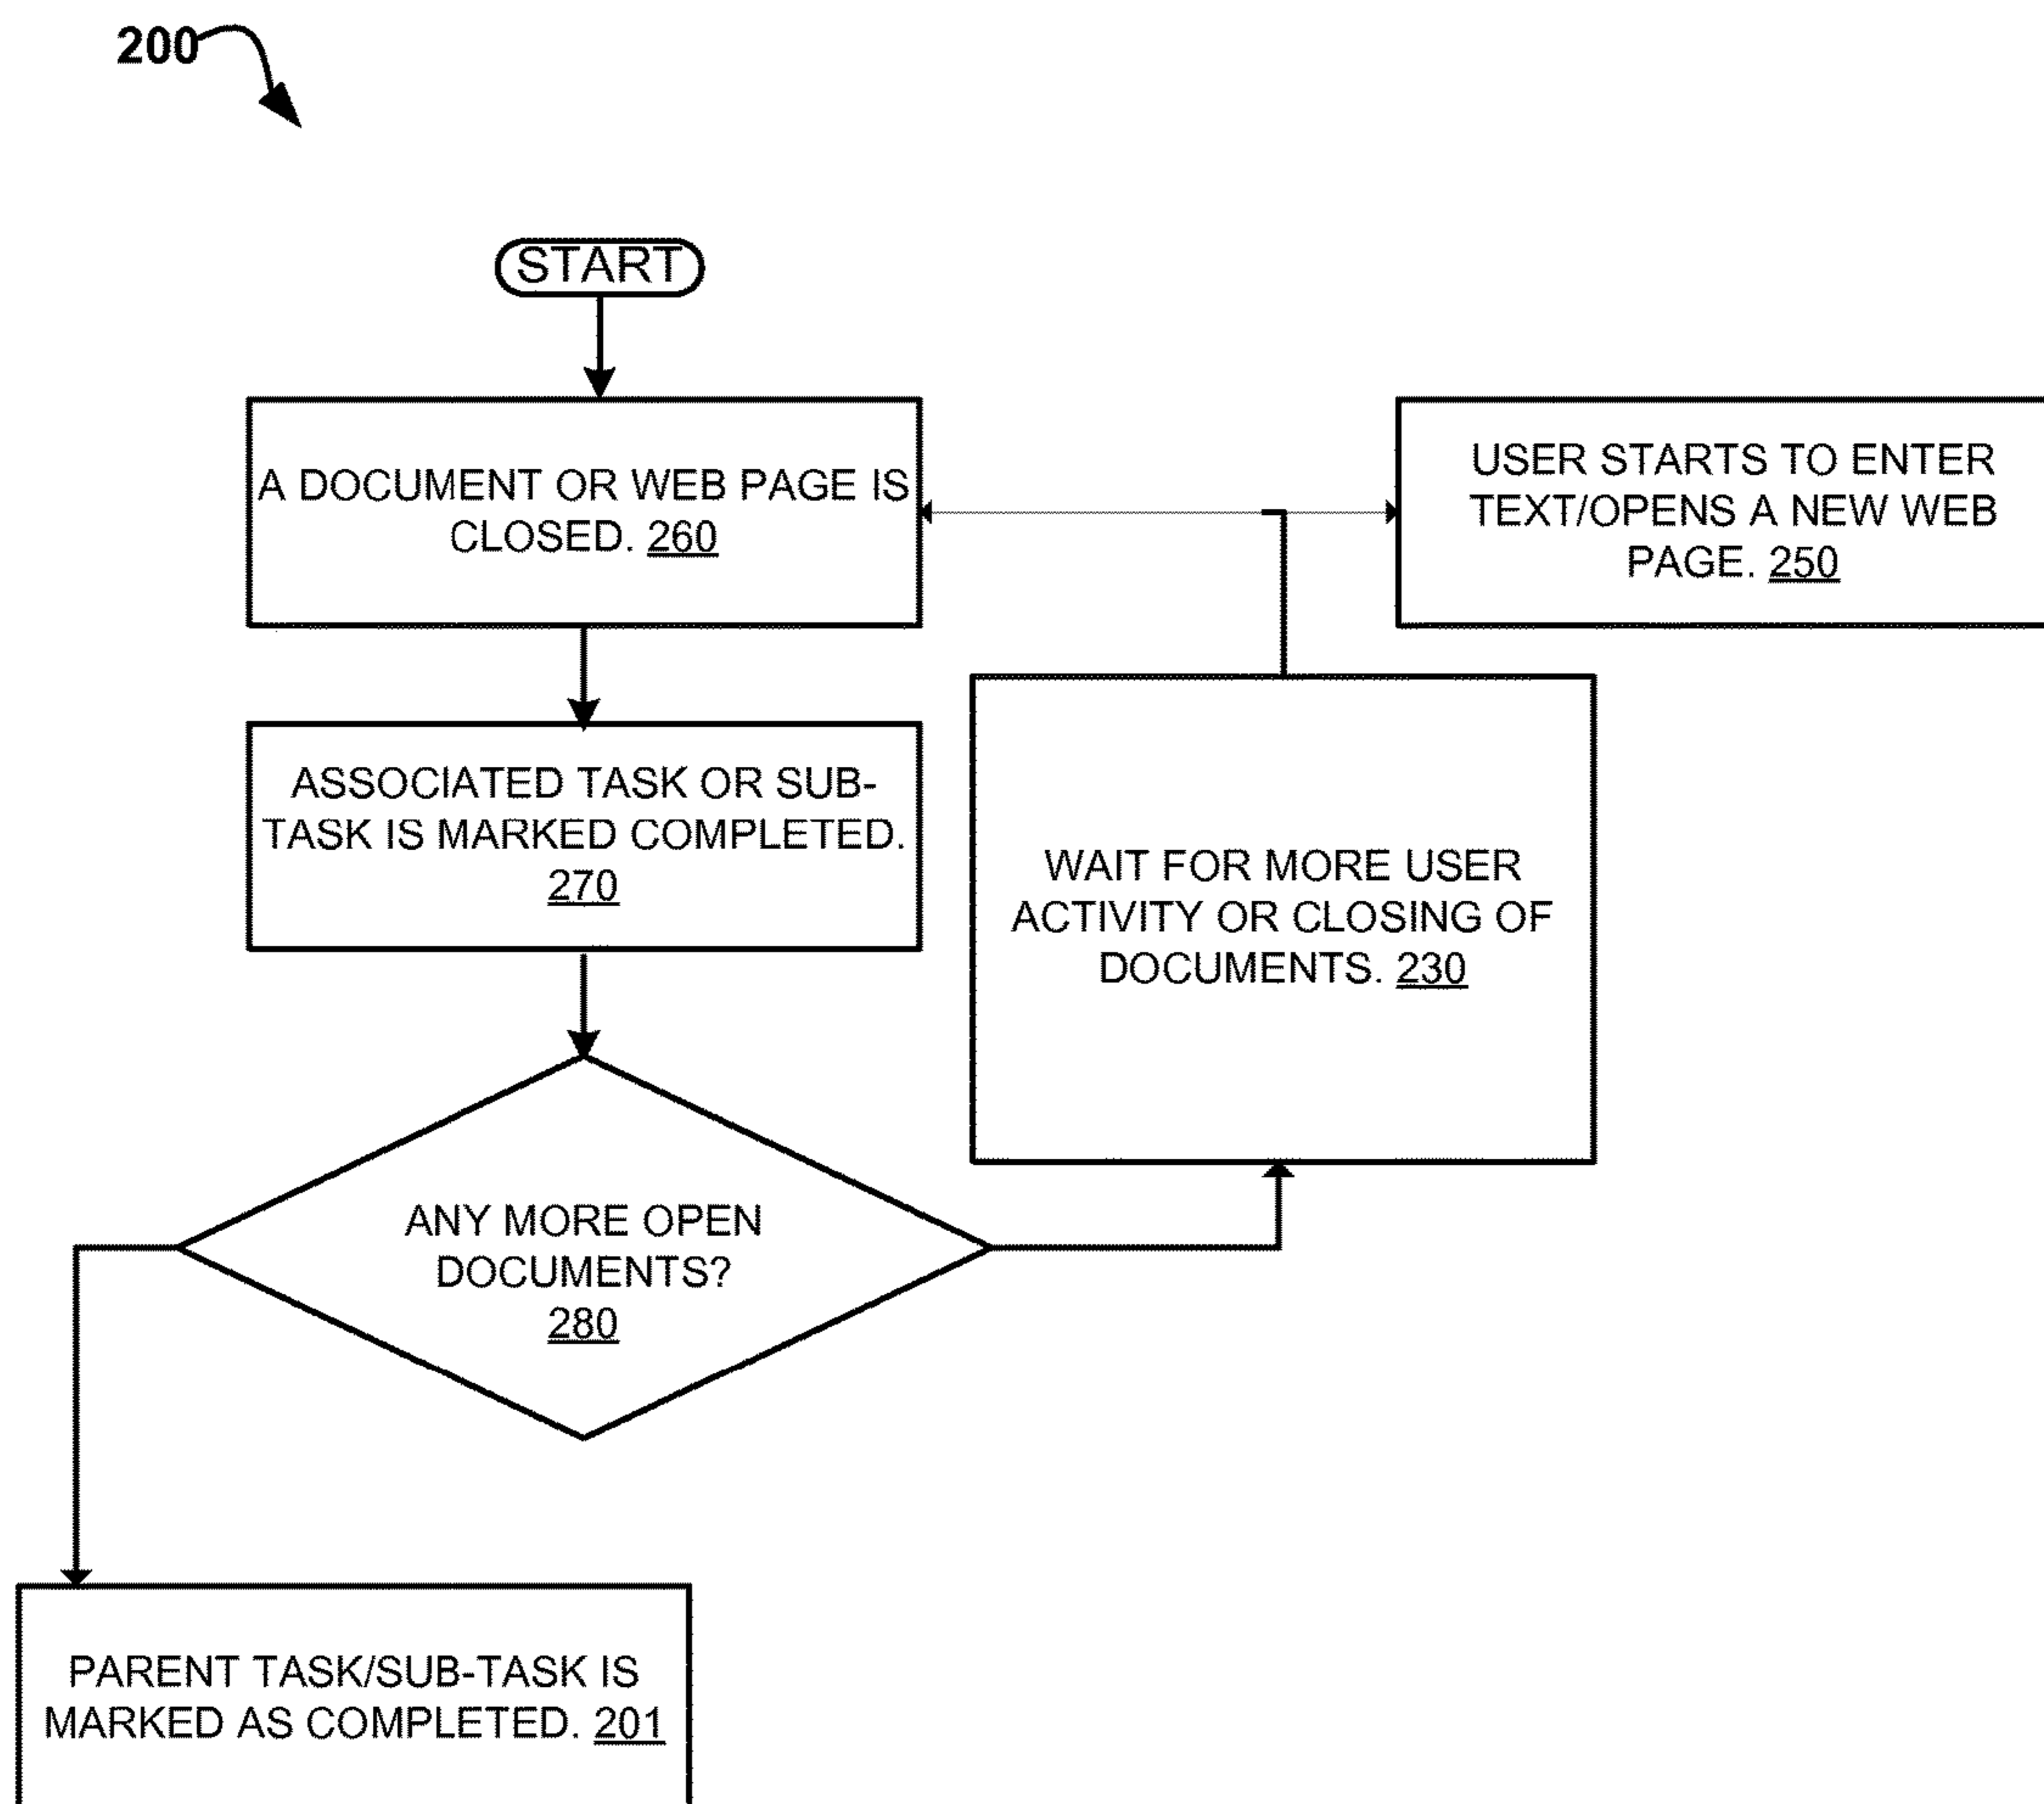 200
START
A DOCUMENT OR WEB PAGE IS
CLOSED. 260
USER STARTS TO ENTER
TEXT/OPENS A NEW WEB
PAGE. 250
ASSOCIATED TASK OR SUB-
TASK IS MARKED COMPLETED.
270
WAIT FOR MORE USER
ACTIVITY OR CLOSING OF
DOCUMENTS. 230
ANY MORE OPEN
DOCUMENTS?
280
PARENT TASK/SUB-TASK IS
MARKED AS COMPLETED. 201